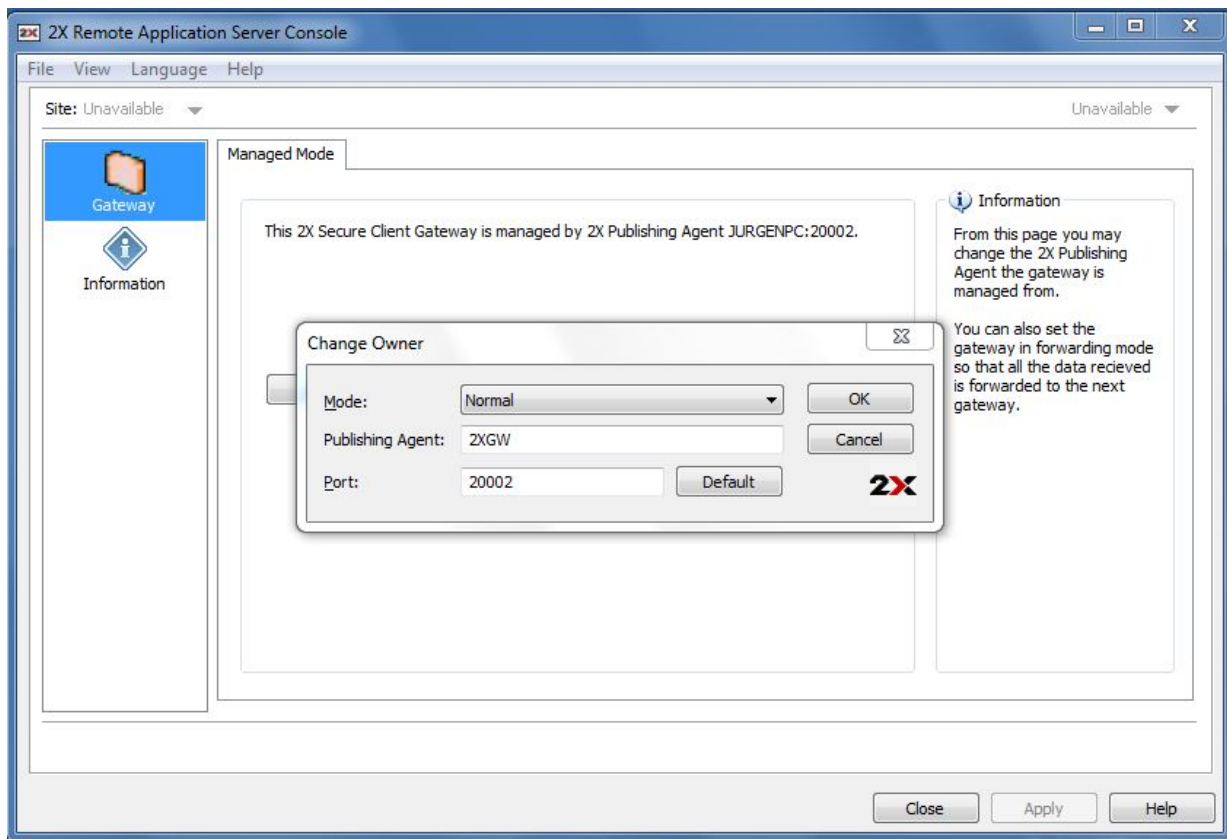 2X Remote Application Server Console
File View Language Help
Site: Unavailable
Unavailable
Gateway
Information
Managed Mode
This 2X Secure Client Gateway is managed by 2X Publishing Agent JURGENPC:20002.
Change Owner
Mode:
Normal
OK
Publishing Agent:
2XGW
Cancel
Port:
20002
Default
2X
Information
From this page you may
change the 2X Publishing
Agent the gateway is
managed from.
You can also set the
gateway in forwarding mode
so that all the data recieved
is forwarded to the next
gateway.
Close
Apply
Help